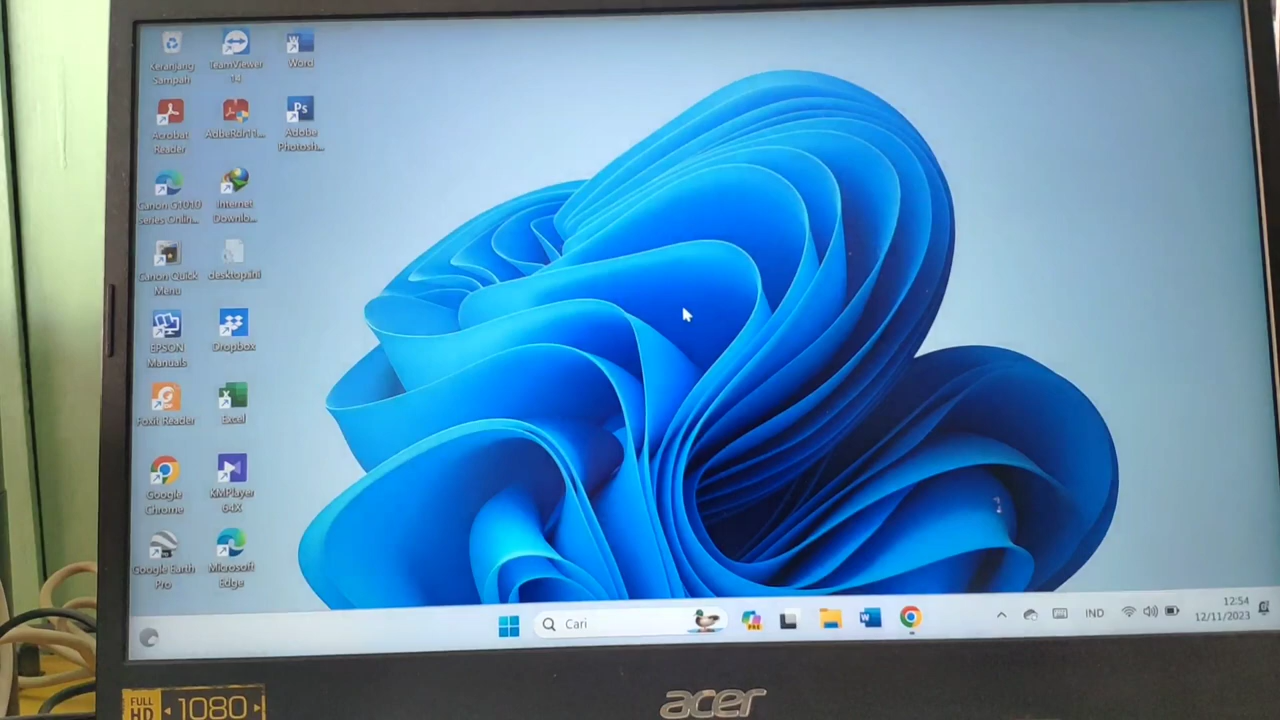 Keranjang
Sampah
TeamViewer
14
Word
Acrobat
Reader
AdbeRdr11...
Adobe
Photosh...
Canon G1010
series Onlin...
Internet
Downlo...
Canon Quick
Menu
desktop.ini
EPSON
Manuals
Dropbox
Foxit Reader
Excel
Google
Chrome
KMPlayer
64X
Google Earth
Pro
Microsoft
Edge
Cari
IND
12:54
12/11/2023
FULL
HD
1080
acer